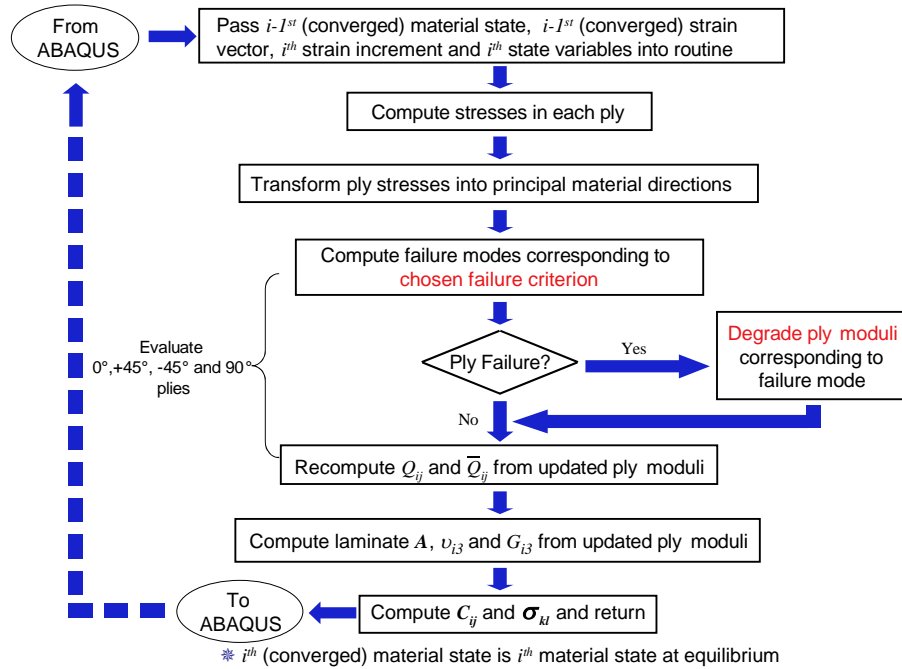 From
ABAQUS
Pass i-1st (converged) material state, i-1st (converged) strain
vector, ith strain increment and ith state variables into routine
Compute stresses in each ply
Transform ply stresses into principal material directions
Compute failure modes corresponding to
chosen failure criterion
Evaluate
0°,+45°, -45° and 90°
plies
Ply Failure?
Yes
Degrade ply moduli
corresponding to
failure mode
No
Recompute Qij and Q̅ij from updated ply moduli
Compute laminate A, υi3 and Gi3 from updated ply moduli
To
ABAQUS
Compute Cij and σkl and return
✵ ith (converged) material state is ith material state at equilibrium